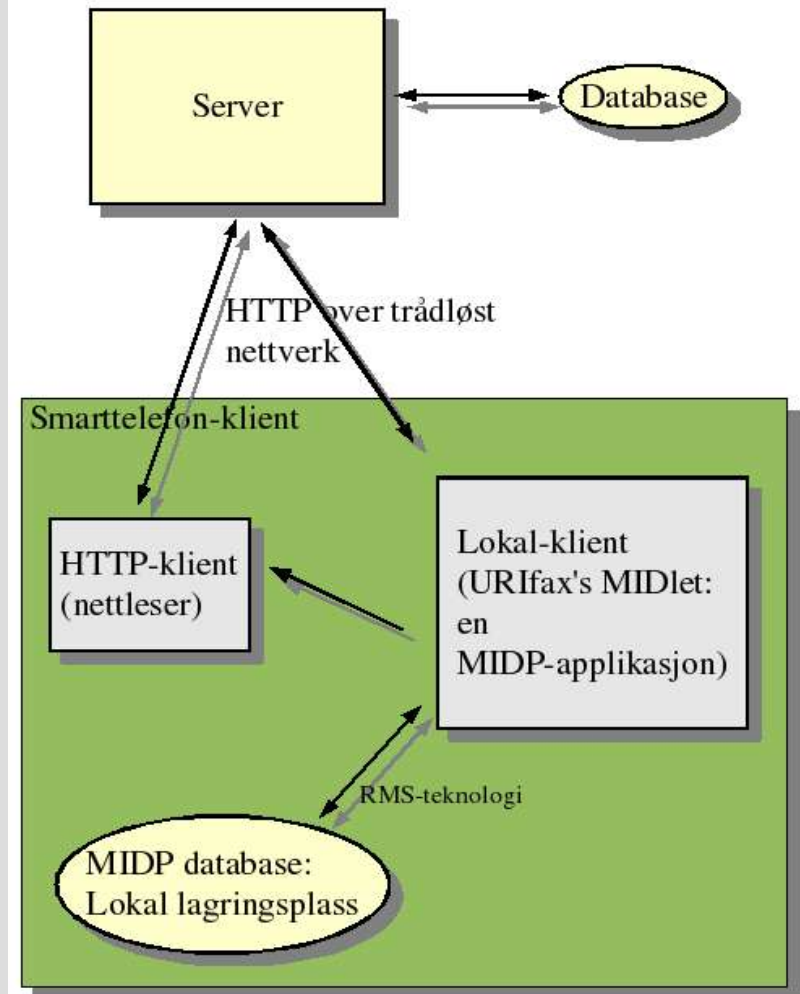 Server
Database
HTTP over trådløst
nettverk
Smarttelefon-klient
HTTP-klient
(nettleser)
Lokal-klient
(URIfax's MIDlet:
en
MIDP-applikasjon)
RMS-teknologi
MIDP database:
Lokal lagringsplass